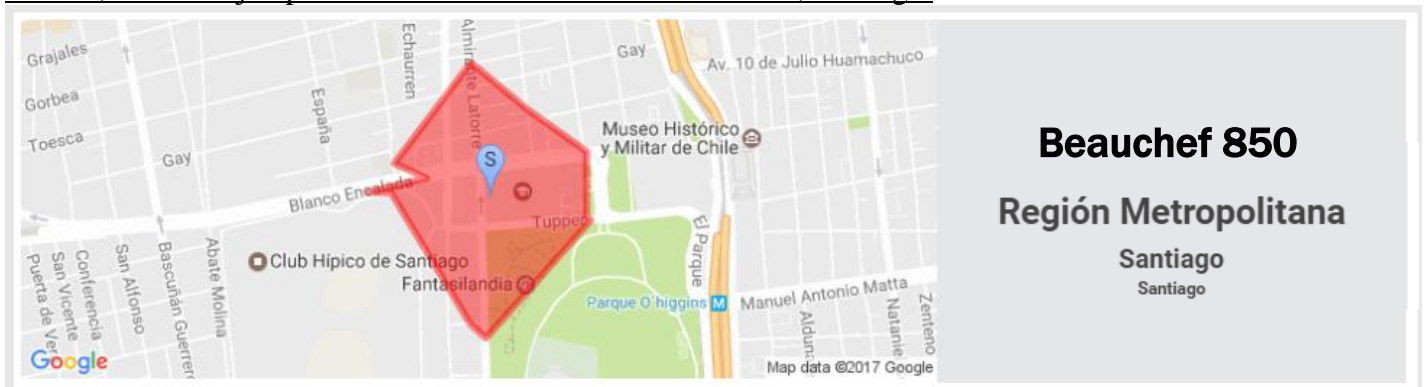 Grajales
Gorbea
Toesca
Gay
España
Echaurren
Almirante Latorre
Gay
Av. 10 de Julio Huamachuco
Museo Histórico
y Militar de Chile
S
Blanco Encalada
Tupper
El Parque
Club Hípico de Santiago
Fantasilandia
Parque O'higgins M
Manuel Antonio Matta
Puerta de Ver
San Vicente
Conferencia
San Alfonso
Bascuñán Guerrero
Abate Molina
Aldun
Natanie
Zenteno
Google
Map data ©2017 Google
Beauchef 850
Región Metropolitana
Santiago
Santiago